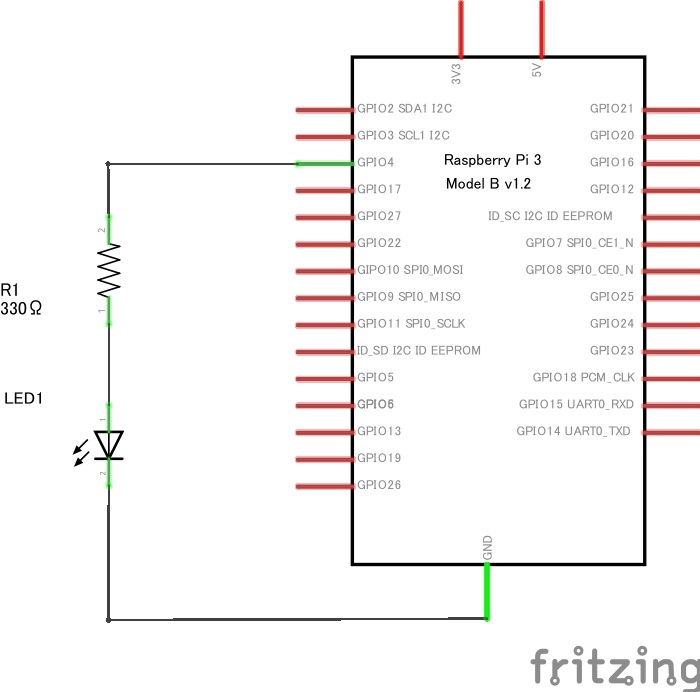 3V3
5V
GPIO2 SDA1 I2C
GPIO3 SCL1 I2C
GPIO4
GPIO17
GPIO27
GPIO22
GIPO10 SPI0_MOSI
GPIO9 SPI0_MISO
GPIO11 SPI0_SCLK
ID_SD I2C ID EEPROM
GPIO5
GPIO6
GPIO13
GPIO19
GPIO26
Raspberry Pi 3
Model B v1.2
GPIO21
GPIO20
GPIO16
GPIO12
ID_SC I2C ID EEPROM
GPIO7 SPI0_CE1_N
GPIO8 SPI0_CE0_N
GPIO25
GPIO24
GPIO23
GPIO18 PCM_CLK
GPIO15 UART0_RXD
GPIO14 UART0_TXD
GND
2
R1
330Ω
1
LED1
1
2
fritzing